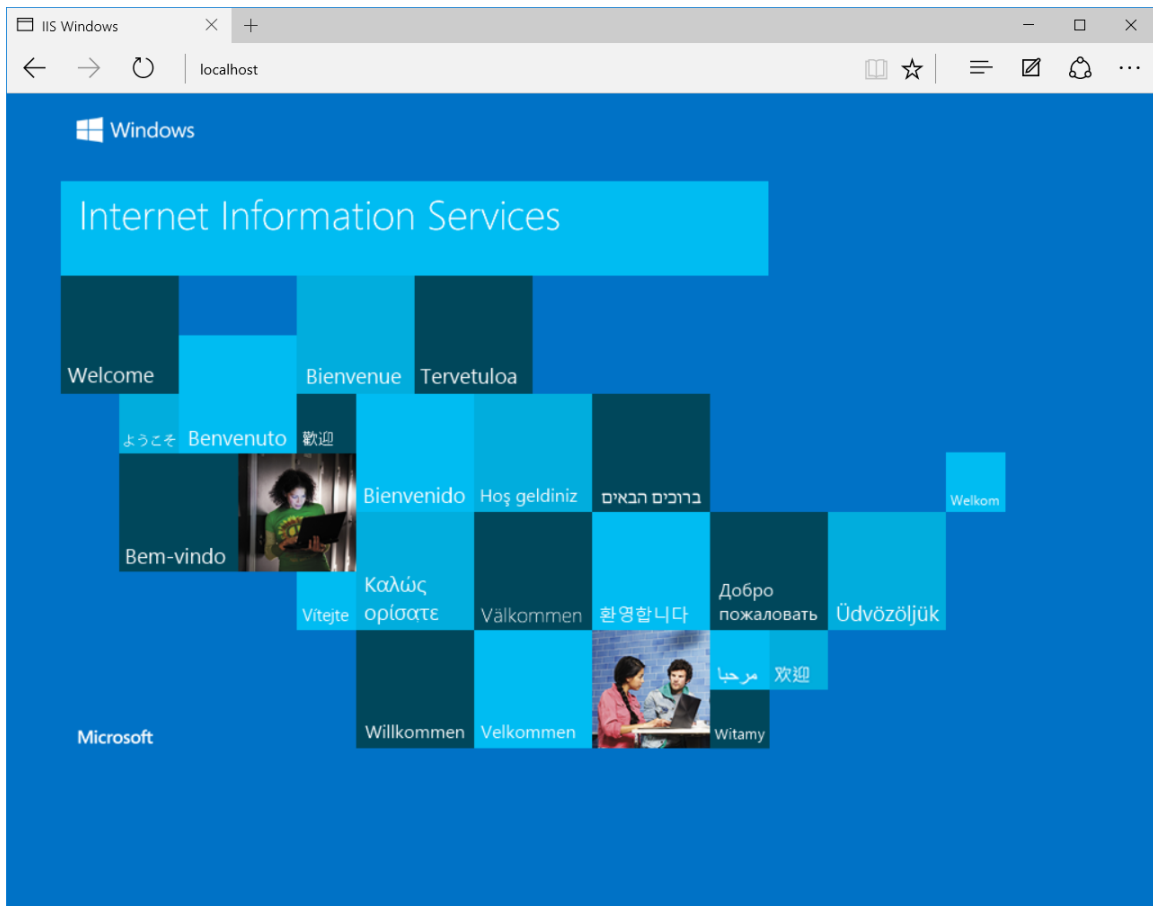 IIS Windows
localhost
Windows
Internet Information Services
Welcome
Bienvenue
Tervetuloa
ようこそ
Benvenuto
歡迎
Bienvenido
Hoş geldiniz
ברוכים הבאים
Welkom
Bem-vindo
Vítejte
Καλώς
ορίσατε
Välkommen
환영합니다
Добро
пожаловать
Üdvözöljük
مرحبا
欢迎
Microsoft
Willkommen
Velkommen
Witamy